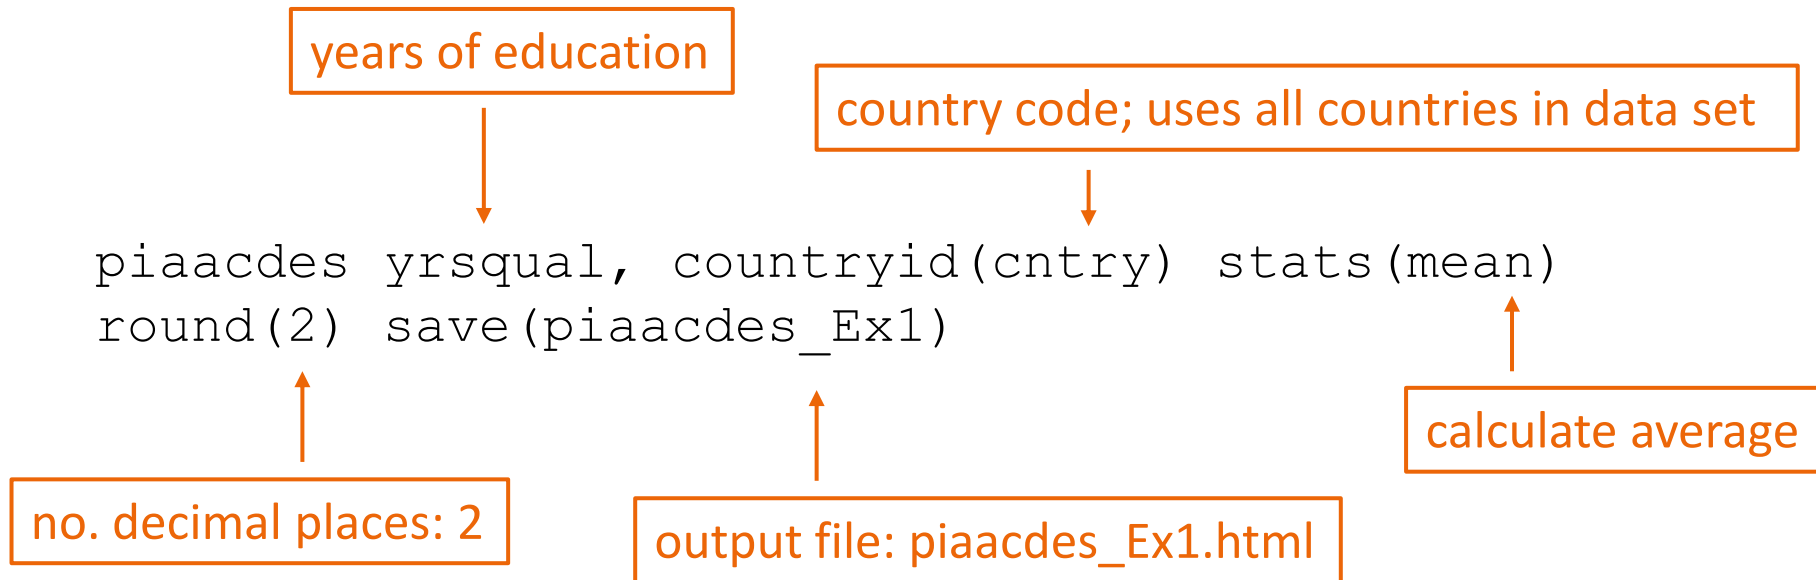 years of education
country code; uses all countries in data set
piaacdes yrsqual, countryid(cntry) stats(mean)
round(2) save(piaacdes_Ex1)
calculate average
no. decimal places: 2
output file: piaacdes_Ex1.html